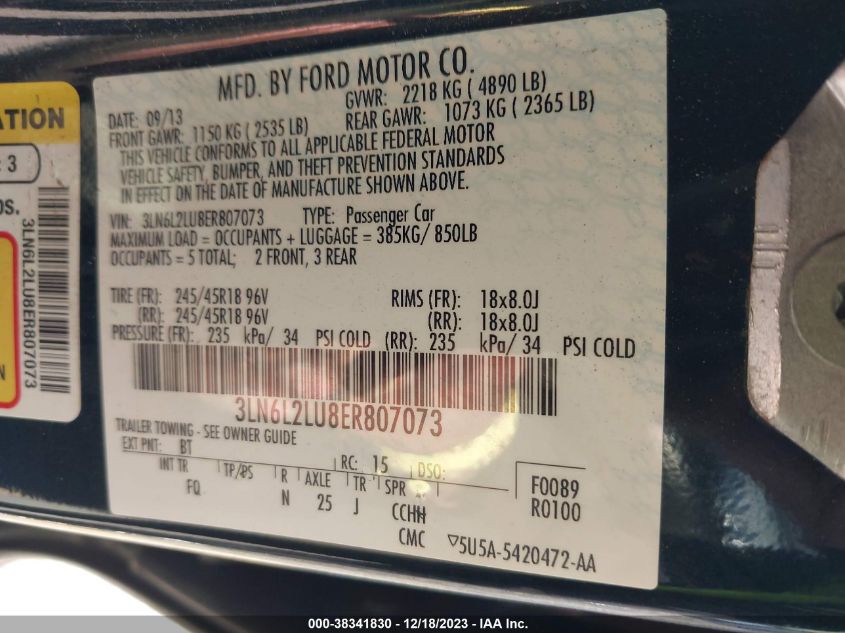 MFD. BY FORD MOTOR CO.
DATE: 09/13 GVWR: 2218 KG ( 4890 LB)
FRONT GAWR: 1150 KG ( 2535 LB) REAR GAWR: 1073 KG ( 2365 LB)
THIS VEHICLE CONFORMS TO ALL APPLICABLE FEDERAL MOTOR
VEHICLE SAFETY, BUMPER, AND THEFT PREVENTION STANDARDS
IN EFFECT ON THE DATE OF MANUFACTURE SHOWN ABOVE.
VIN: 3LN6L2LU8ER807073 TYPE: Passenger Car
MAXIMUM LOAD = OCCUPANTS + LUGGAGE = 385KG/ 850LB
OCCUPANTS = 5 TOTAL; 2 FRONT, 3 REAR
TIRE (FR): 245/45R18 96V RIMS (FR): 18x8.0J
(RR): 245/45R18 96V (RR): 18x8.0J
PRESSURE (FR): 235 kPa/ 34 PSI COLD (RR): 235 kPa/ 34 PSI COLD
3LN6L2LU8ER807073
TRAILER TOWING - SEE OWNER GUIDE
EXT PNT: BT RC: 15 DSO:
INT TR TP/PS R AXLE TR SPR
FQ N 25 J CCHH
F0089
R0100
CMC ▽5U5A-5420472-AA
ATION
: 3
OS.
3LN6L2LU8ER807073
N
000-38341830 - 12/18/2023 - IAA Inc.